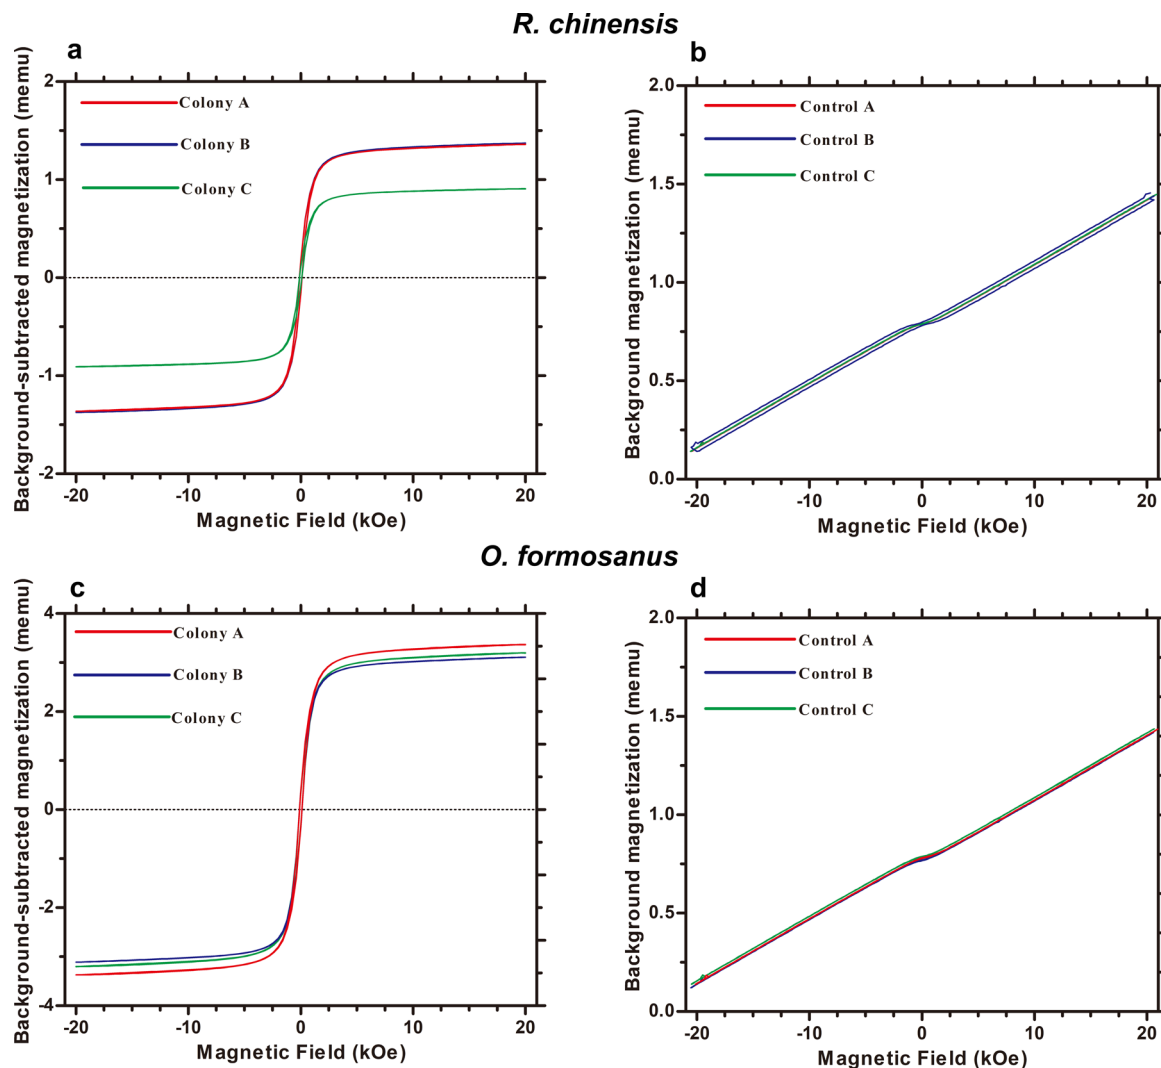 R. chinensis
a
b
Background-subtracted magnetization (memu)
2
1
0
-1
-2
Colony A
Colony B
Colony C
-20
-10
0
10
20
Magnetic Field (kOe)
Background magnetization (memu)
2.0
1.5
1.0
0.5
0.0
Control A
Control B
Control C
-20
-10
0
10
20
Magnetic Field (kOe)
O. formosanus
c
d
Background-subtracted magnetization (memu)
4
2
0
-2
-4
Colony A
Colony B
Colony C
-20
-10
0
10
20
Magnetic Field (kOe)
Background magnetization (memu)
2.0
1.5
1.0
0.5
0.0
Control A
Control B
Control C
-20
-10
0
10
20
Magnetic Field (kOe)